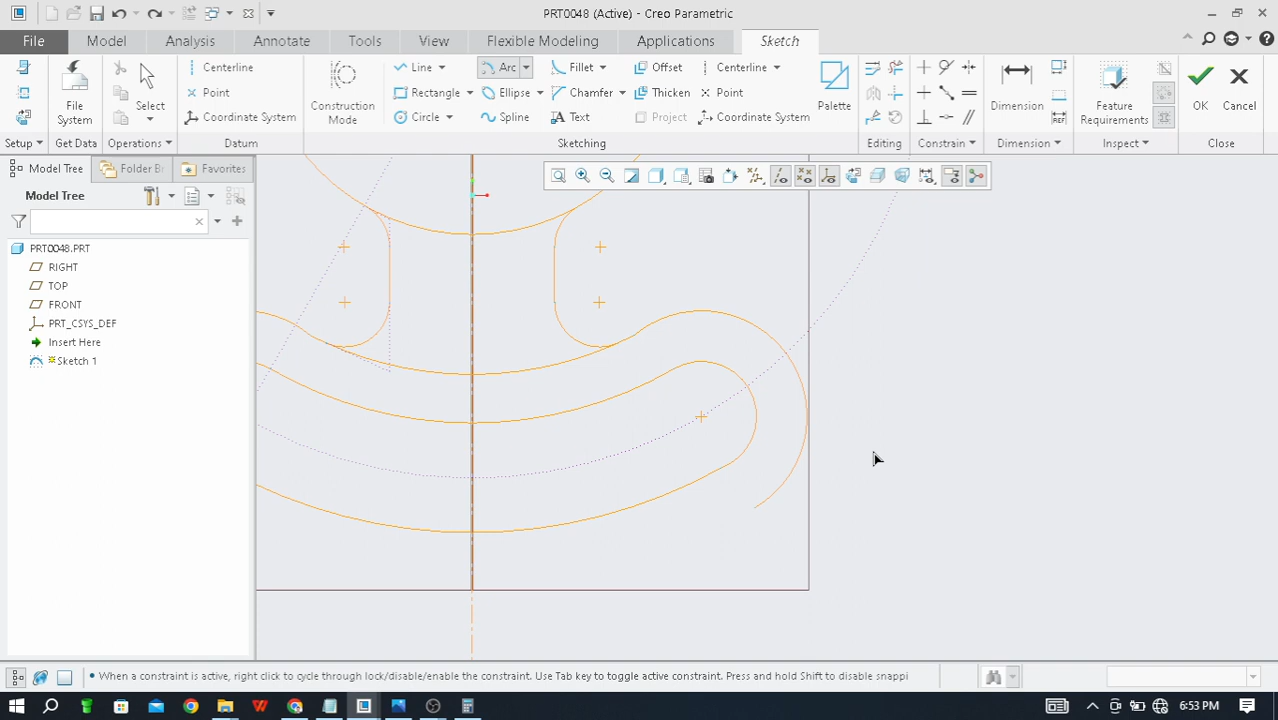 PRT0048 (Active) - Creo Parametric
File Model Analysis Annotate Tools View Flexible Modeling Applications Sketch
Centerline Line Arc Fillet Offset Centerline
Point Rectangle Ellipse Chamfer Thicken Point
File System Select Construction Mode Palette Dimension Feature Requirements OK Cancel
Coordinate System Circle Spline Text Project Coordinate System
Setup Get Data Operations Datum Sketching Editing Constrain Dimension Inspect Close
Model Tree Folder B Favorites
Model Tree
PRT0048.PRT
RIGHT
TOP
FRONT
PRT_CSYS_DEF
Insert Here
Sketch 1
When a constraint is active, right click to cycle through lock/disable/enable the constraint. Use Tab key to toggle active constraint. Press and hold Shift to disable snappi
6:53 PM